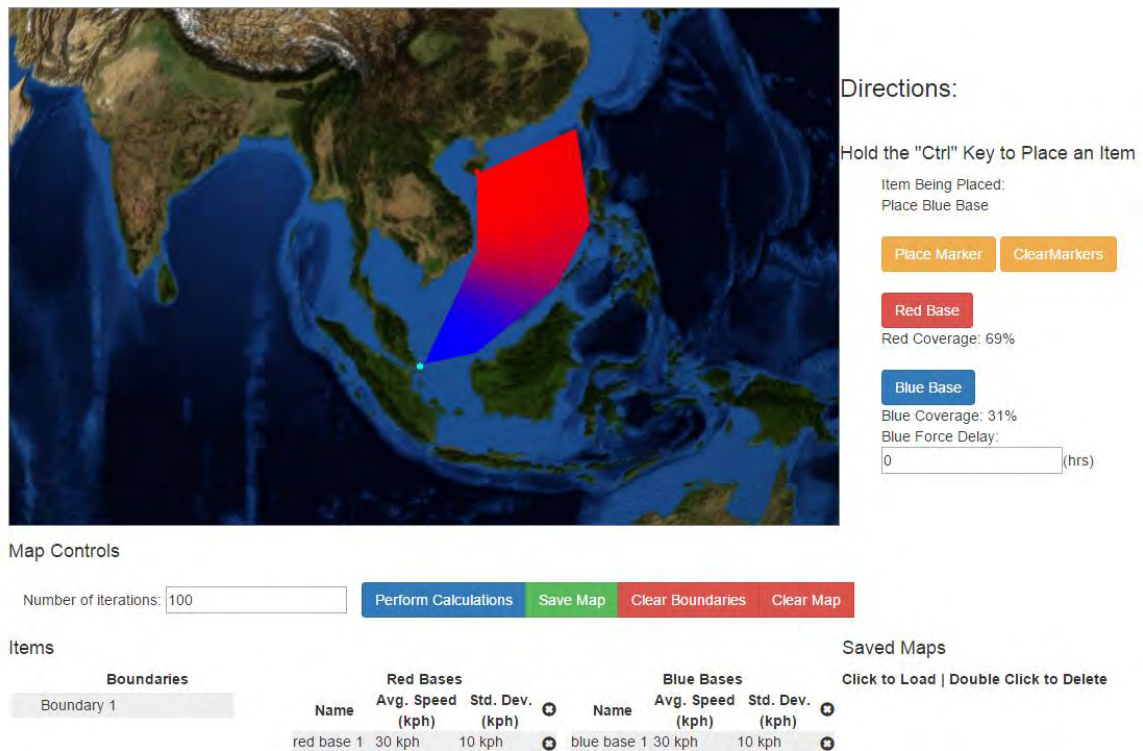 Directions:
Hold the "Ctrl" Key to Place an Item
Item Being Placed:
Place Blue Base
Place Marker ClearMarkers
Red Base
Red Coverage: 69%
Blue Base
Blue Coverage: 31%
Blue Force Delay:
0 (hrs)
Map Controls
Number of iterations: 100 Perform Calculations Save Map Clear Boundaries Clear Map
Items
Boundaries
Boundary 1
Red Bases
Name Avg. Speed (kph) Std. Dev. (kph)
red base 1 30 kph 10 kph
Blue Bases
Name Avg. Speed (kph) Std. Dev. (kph)
blue base 1 30 kph 10 kph
Saved Maps
Click to Load | Double Click to Delete